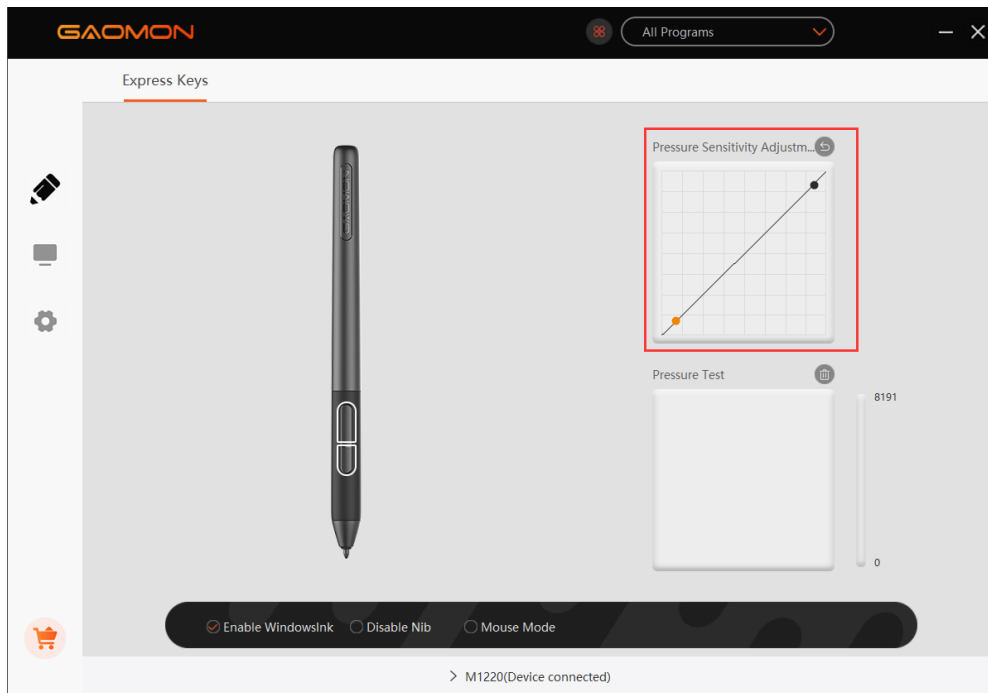 GAOMON
All Programs
Express Keys
Pressure Sensitivity Adjustm...
GAOMON
Pressure Test
8191
0
Enable WindowsInk
Disable Nib
Mouse Mode
M1220(Device connected)